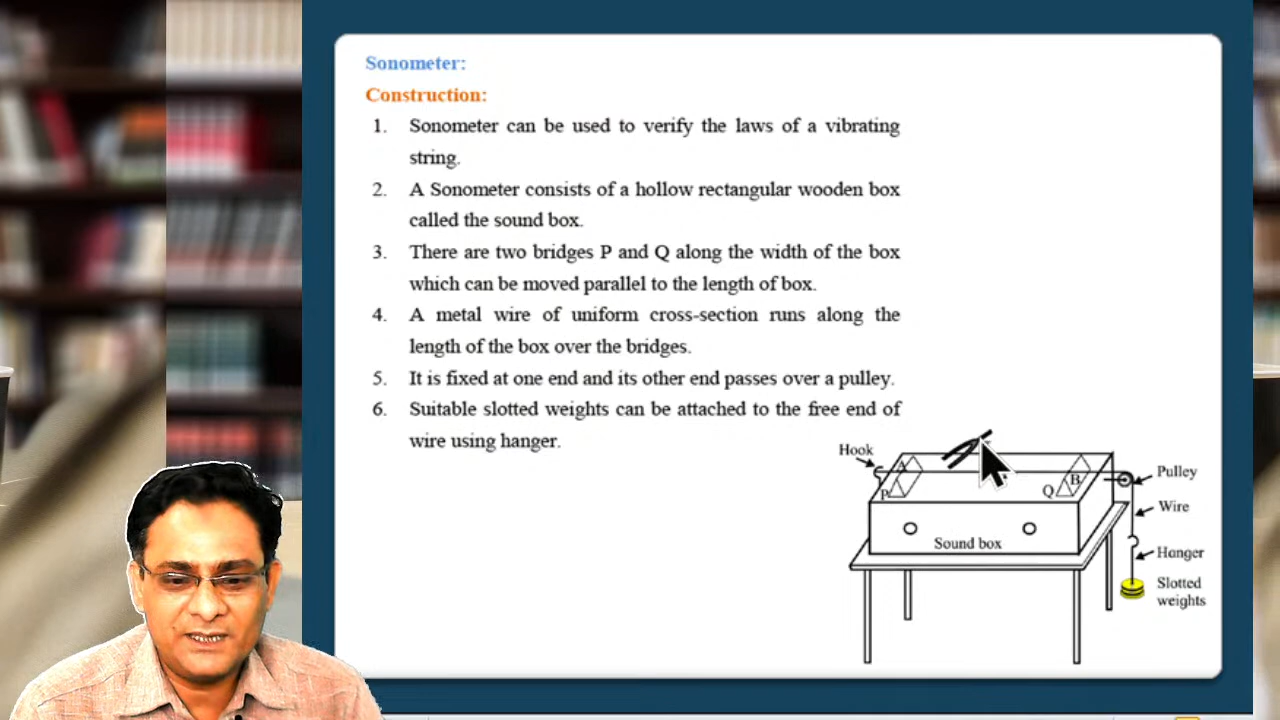 Sonometer:
Construction:
1. Sonometer can be used to verify the laws of a vibrating
string.
2. A Sonometer consists of a hollow rectangular wooden box
called the sound box.
3. There are two bridges P and Q along the width of the box
which can be moved parallel to the length of box.
4. A metal wire of uniform cross-section runs along the
length of the box over the bridges.
5. It is fixed at one end and its other end passes over a pulley.
6. Suitable slotted weights can be attached to the free end of
wire using hanger.
Hook
A
P
B
Q
Pulley
Wire
Sound box
Hanger
Slotted
weights